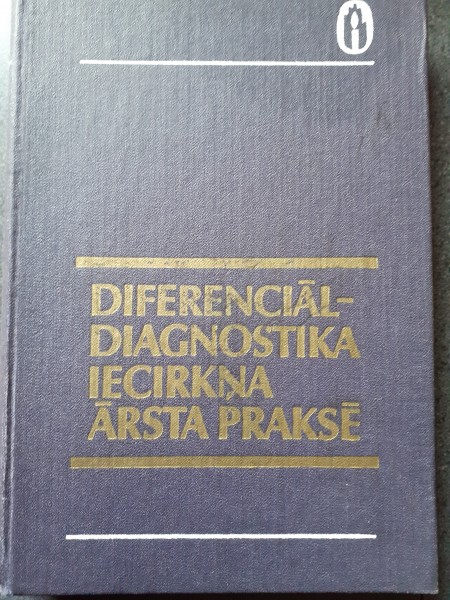 DIFERENCIĀL-
DIAGNOSTIKA
IECIRKŅA
ĀRSTA PRAKSĒ